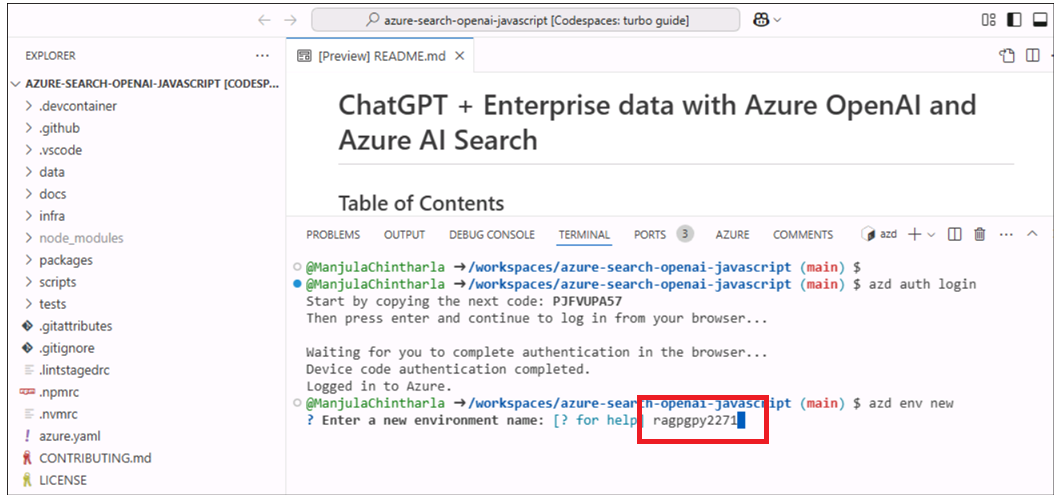 azure-search-openai-javascript [Codespaces: turbo guide]
EXPLORER
[Preview] README.md
AZURE-SEARCH-OPENAI-JAVASCRIPT [CODESP...
.devcontainer
.github
.vscode
data
docs
infra
node_modules
packages
scripts
tests
.gitattributes
.gitignore
.lintstagedrc
.npmrc
.nvmrc
azure.yaml
CONTRIBUTING.md
LICENSE
ChatGPT + Enterprise data with Azure OpenAI and
Azure AI Search
Table of Contents
PROBLEMS OUTPUT DEBUG CONSOLE TERMINAL PORTS 3 AZURE COMMENTS azd
@ManjulaChintharla ➜/workspaces/azure-search-openai-javascript (main) $
@ManjulaChintharla ➜/workspaces/azure-search-openai-javascript (main) $ azd auth login
Start by copying the next code: PJFVUPA57
Then press enter and continue to log in from your browser...
Waiting for you to complete authentication in the browser...
Device code authentication completed.
Logged in to Azure.
@ManjulaChintharla ➜/workspaces/azure-search-openai-javascript (main) $ azd env new
? Enter a new environment name: [? for help] ragpgpy2271